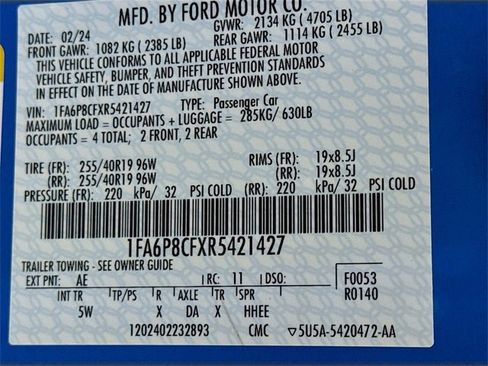 MFD. BY FORD MOTOR CO.
DATE: 02/24 GVWR: 2134 KG ( 4705 LB)
FRONT GAWR: 1082 KG ( 2385 LB) REAR GAWR: 1114 KG ( 2455 LB)
THIS VEHICLE CONFORMS TO ALL APPLICABLE FEDERAL MOTOR
VEHICLE SAFETY, BUMPER, AND THEFT PREVENTION STANDARDS
IN EFFECT ON THE DATE OF MANUFACTURE SHOWN ABOVE.
VIN: 1FA6P8CFXR5421427 TYPE: Passenger Car
MAXIMUM LOAD = OCCUPANTS + LUGGAGE = 285KG/ 630LB
OCCUPANTS = 4 TOTAL; 2 FRONT, 2 REAR
TIRE (FR): 255/40R19 96W RIMS (FR): 19x8.5J
(RR): 255/40R19 96W (RR): 19x8.5J
PRESSURE (FR): 220 kPa/ 32 PSI COLD (RR): 220 kPa/ 32 PSI COLD
1FA6P8CFXR5421427
TRAILER TOWING - SEE OWNER GUIDE
EXT PNT: AE RC: 11 DSO: F0053
INT TR TP/PS R AXLE TR SPR R0140
5W X DA X HHEE
1202402232893 CMC ▽5U5A-5420472-AA